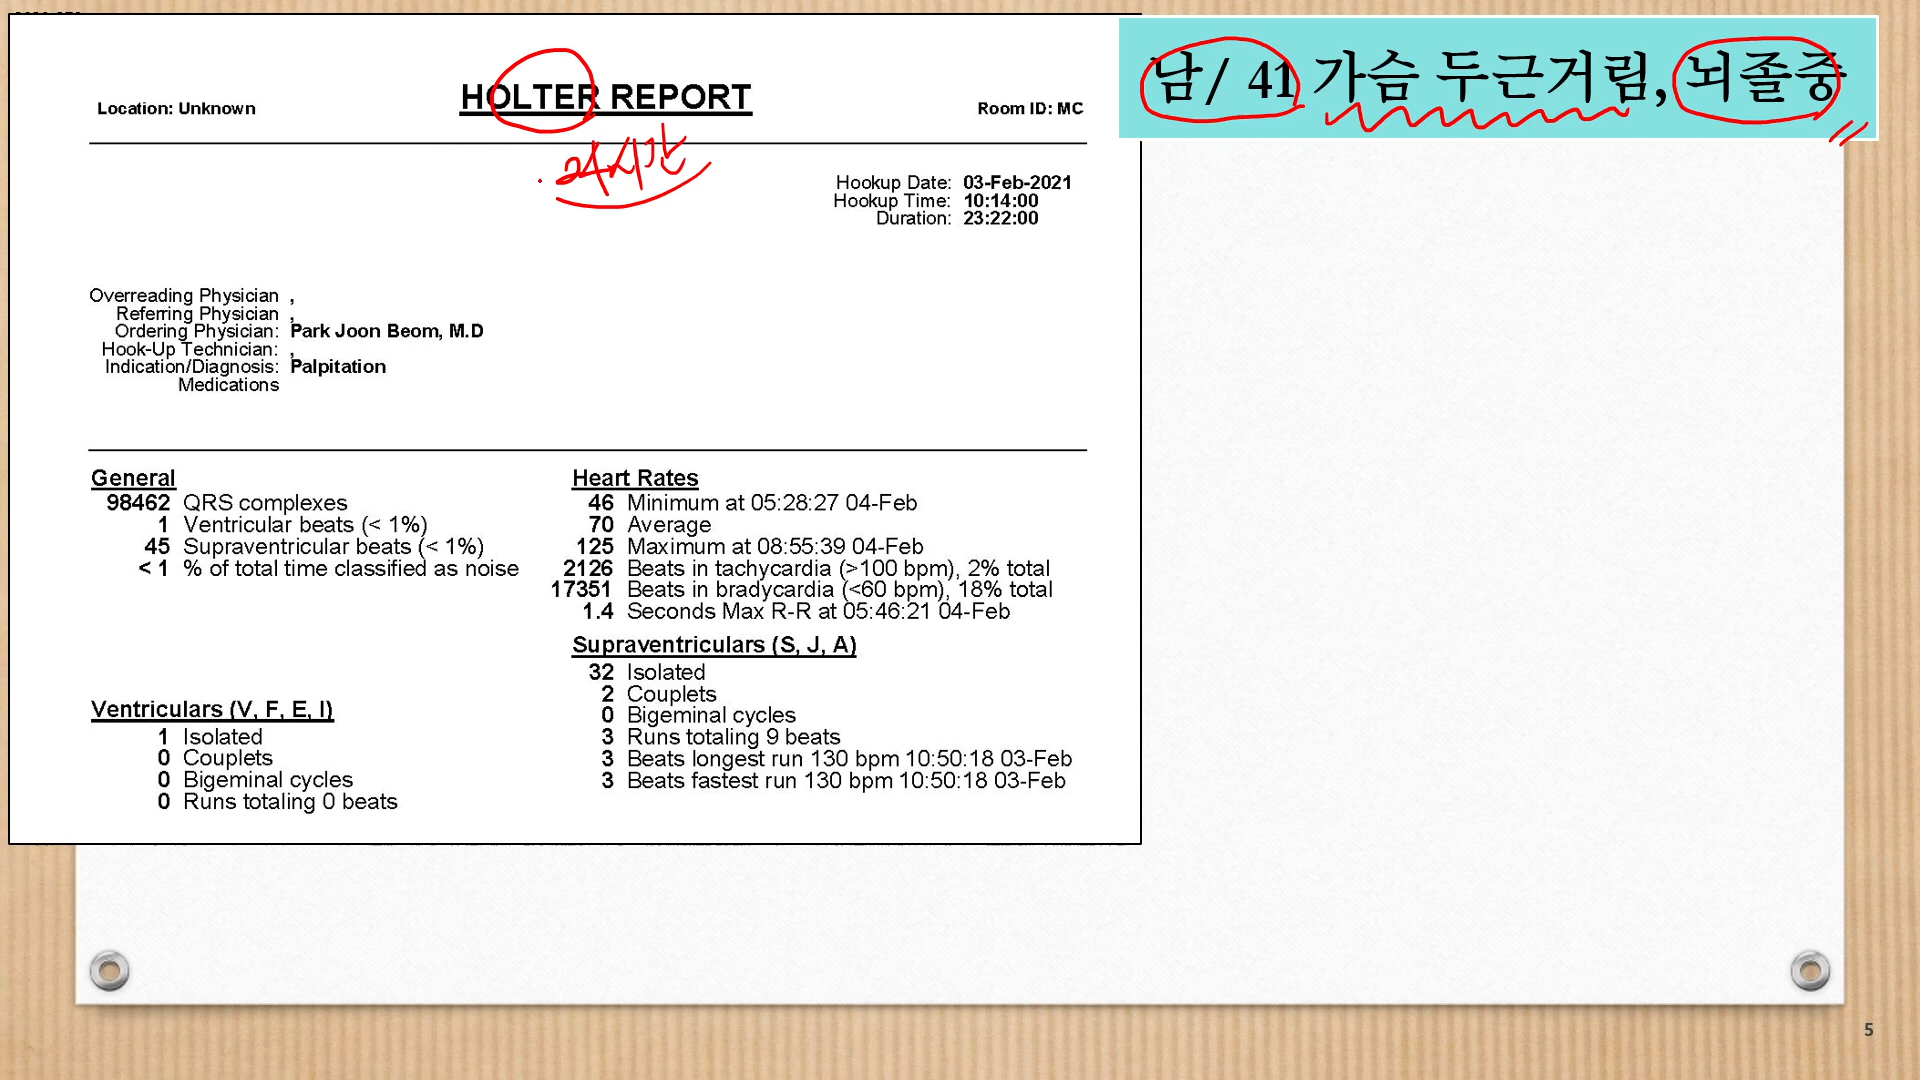 남/ 41 가슴 두근거림, 뇌졸중
HOLTER REPORT
Location: Unknown
Room ID: MC
Hookup Date: 03-Feb-2021
Hookup Time: 10:14:00
Duration: 23:22:00
Overreading Physician ,
Referring Physician ,
Ordering Physician: Park Joon Beom, M.D
Hook-Up Technician: ,
Indication/Diagnosis: Palpitation
Medications
General
98462 QRS complexes
1 Ventricular beats (< 1%)
45 Supraventricular beats (< 1%)
< 1 % of total time classified as noise
Heart Rates
46 Minimum at 05:28:27 04-Feb
70 Average
125 Maximum at 08:55:39 04-Feb
2126 Beats in tachycardia (>100 bpm), 2% total
17351 Beats in bradycardia (<60 bpm), 18% total
1.4 Seconds Max R-R at 05:46:21 04-Feb
Supraventriculars (S, J, A)
32 Isolated
2 Couplets
0 Bigeminal cycles
3 Runs totaling 9 beats
3 Beats longest run 130 bpm 10:50:18 03-Feb
3 Beats fastest run 130 bpm 10:50:18 03-Feb
Ventriculars (V, F, E, I)
1 Isolated
0 Couplets
0 Bigeminal cycles
0 Runs totaling 0 beats
5